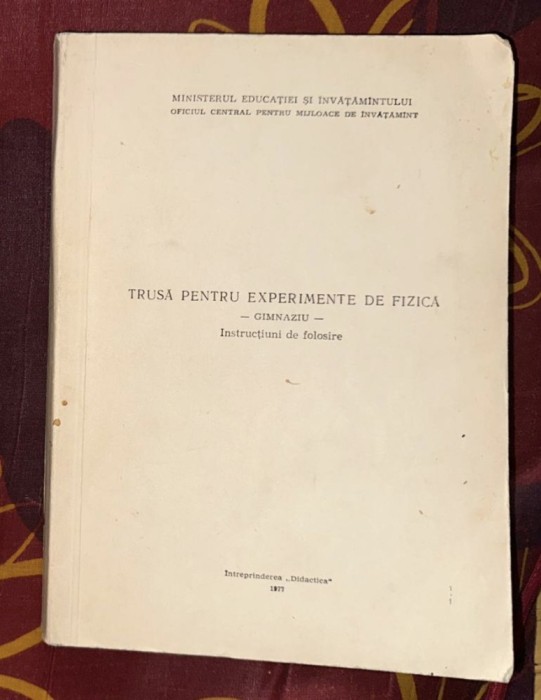 MINISTERUL EDUCAȚIEI ȘI ÎNVĂȚĂMÎNTULUI
OFICIUL CENTRAL PENTRU MIJLOACE DE ÎNVĂȚĂMÎNT
TRUSĂ PENTRU EXPERIMENTE DE FIZICĂ
— GIMNAZIU —
Instrucțiuni de folosire
Întreprinderea „Didactica“
1977